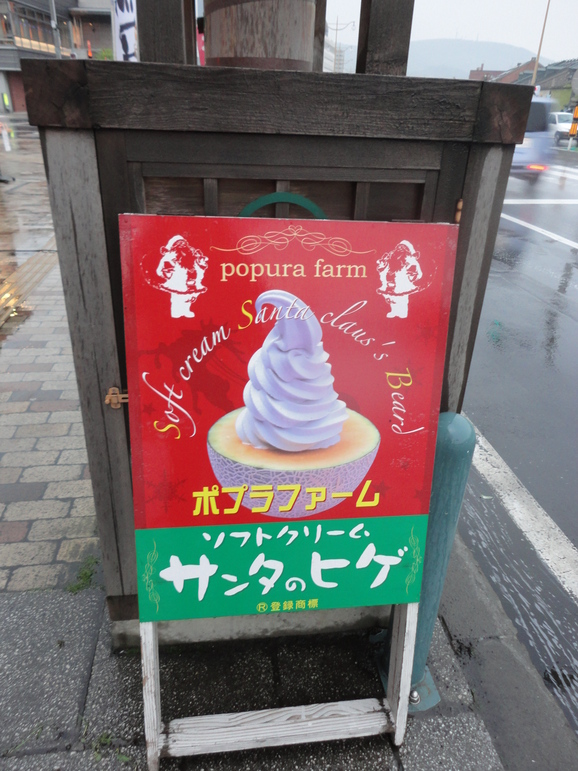 popura farm
Soft cream Santa claus's Beard
ポプラファーム
ソフトクリーム
サンタのヒゲ
®登録商標